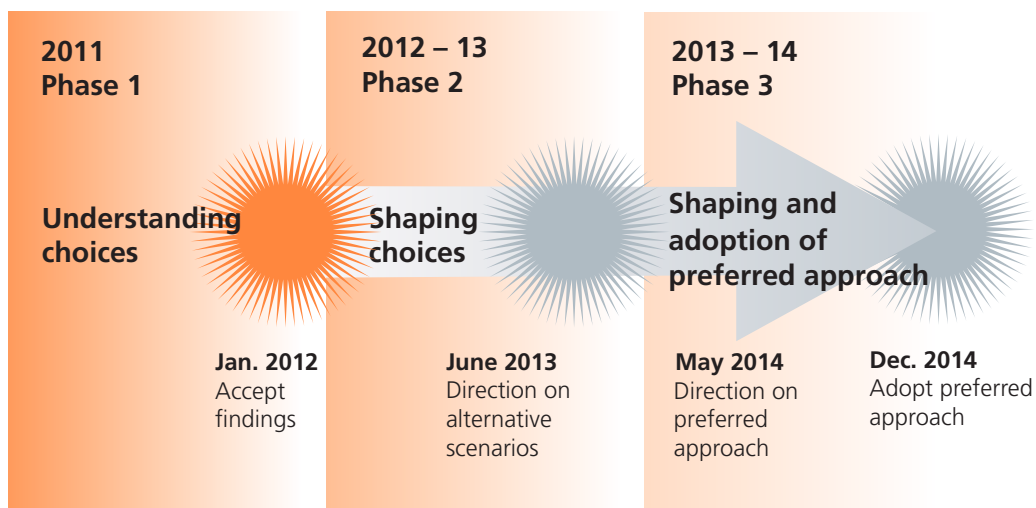 2011
Phase 1
Understanding
choices
Jan. 2012
Accept
findings
2012 – 13
Phase 2
Shaping
choices
June 2013
Direction on
alternative
scenarios
2013 – 14
Phase 3
Shaping and
adoption of
preferred approach
May 2014
Direction on
preferred
approach
Dec. 2014
Adopt preferred
approach